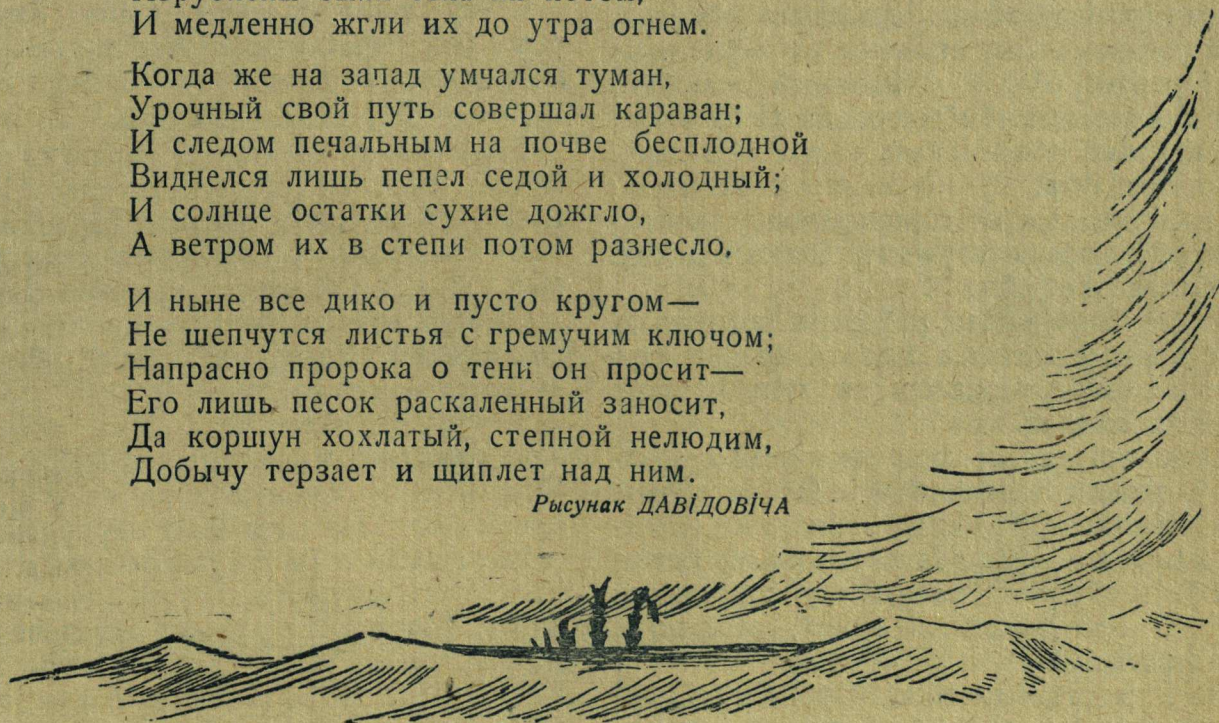 И медленно жгли их до утра огнем.
Когда же на запад умчался туман,
Урочный свой путь совершал караван;
И следом печальным на почве бесплодной
Виднелся лишь пепел седой и холодный;
И солнце остатки сухие дожгло,
А ветром их в степи потом разнесло.
И ныне все дико и пусто кругом—
Не шепчутся листья с гремучим ключом;
Напрасно пророка о тени он просит—
Его лишь песок раскаленный заносит,
Да коршун хохлатый, степной нелюдим,
Добычу терзает и щиплет над ним.
Рысунак ДАВІДОВІЧА